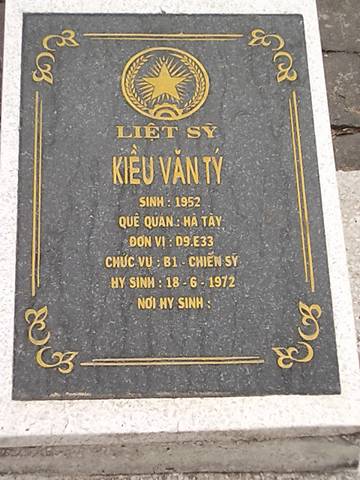 LIỆT SỸ
KIỀU VĂN TÝ
SINH : 1952
QUÊ QUÁN : HÀ TÂY
ĐƠN VỊ : D9.E33
CHỨC VỤ : B1 - CHIẾN SỸ
HY SINH : 18 - 6 - 1972
NƠI HY SINH :